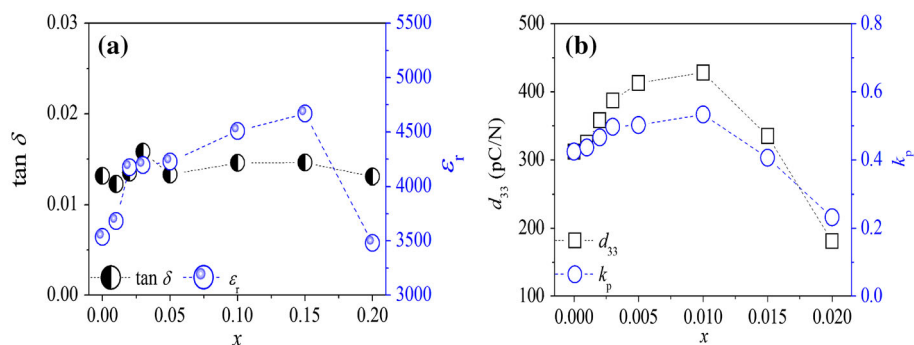 (a)
0.03
0.02
0.01
0.00
tan δ
5500
5000
4500
4000
3500
3000
εr
tan δ
εr
0.00 0.05 0.10 0.15 0.20
x
(b)
500
400
300
200
100
d33 (pC/N)
0.8
0.6
0.4
0.2
0.0
kp
d33
kp
0.000 0.005 0.010 0.015 0.020
x